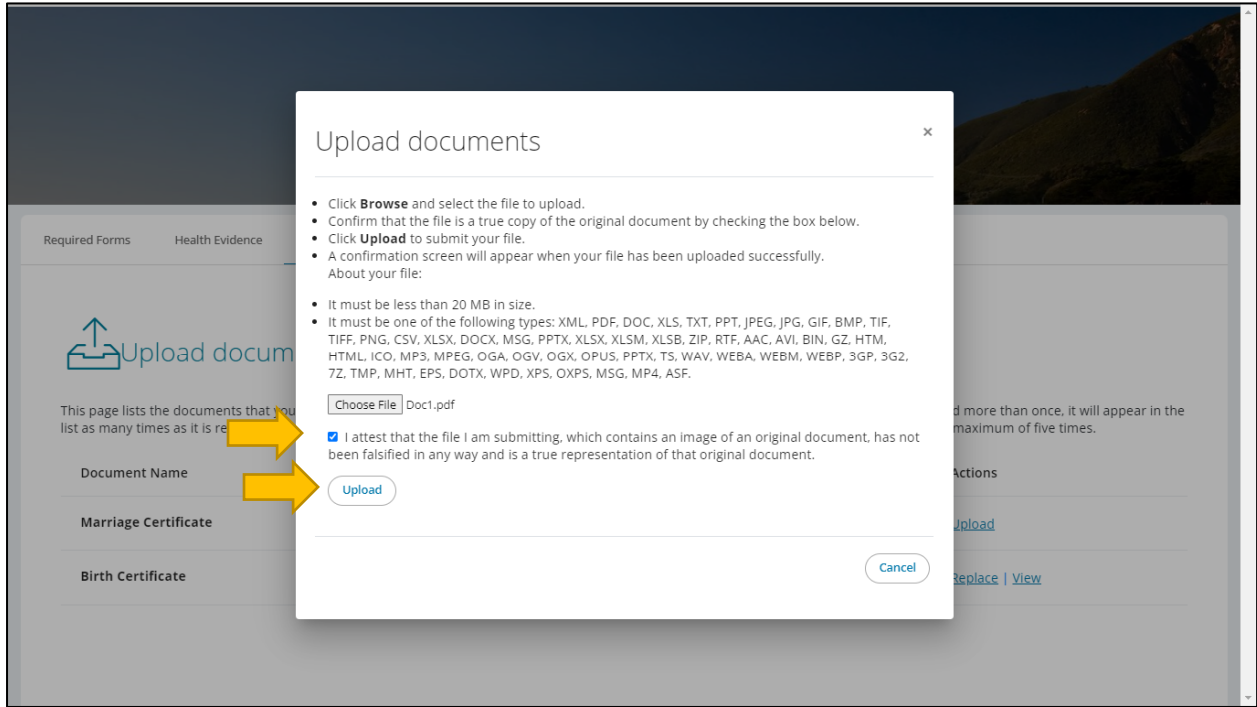 Upload documents
×
• Click Browse and select the file to upload.
• Confirm that the file is a true copy of the original document by checking the box below.
• Click Upload to submit your file.
• A confirmation screen will appear when your file has been uploaded successfully.
About your file:
• It must be less than 20 MB in size.
• It must be one of the following types: XML, PDF, DOC, XLS, TXT, PPT, JPEG, JPG, GIF, BMP, TIF,
TIFF, PNG, CSV, XLSX, DOCX, MSG, PPTX, XLSX, XLSM, XLSB, ZIP, RTF, AAC, AVI, BIN, GZ, HTM,
HTML, ICO, MP3, MPEG, OGA, OGV, OGX, OPUS, PPTX, TS, WAV, WEBA, WEBM, WEBP, 3GP, 3G2,
7Z, TMP, MHT, EPS, DOTX, WPD, XPS, OXPS, MSG, MP4, ASF.
Choose File Doc1.pdf
I attest that the file I am submitting, which contains an image of an original document, has not
been falsified in any way and is a true representation of that original document.
Upload
Cancel
Required Forms Health Evidence
Upload docum
This page lists the documents that you d more than once, it will appear in the
list as many times as it is maximum of five times.
Document Name Actions
Marriage Certificate Upload
Birth Certificate Replace | View